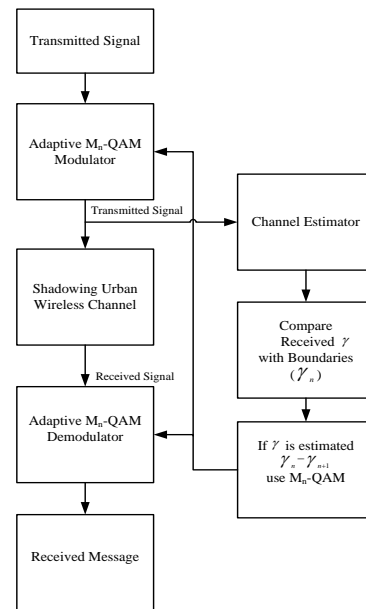 Transmitted Signal
Adaptive Mn-QAM
Modulator
Transmitted Signal
Channel Estimator
Shadowing Urban
Wireless Channel
Compare
Received γ
with Boundaries
(γn)
Received Signal
Adaptive Mn-QAM
Demodulator
If γ is estimated
γn – γn+1
use Mn-QAM
Received Message